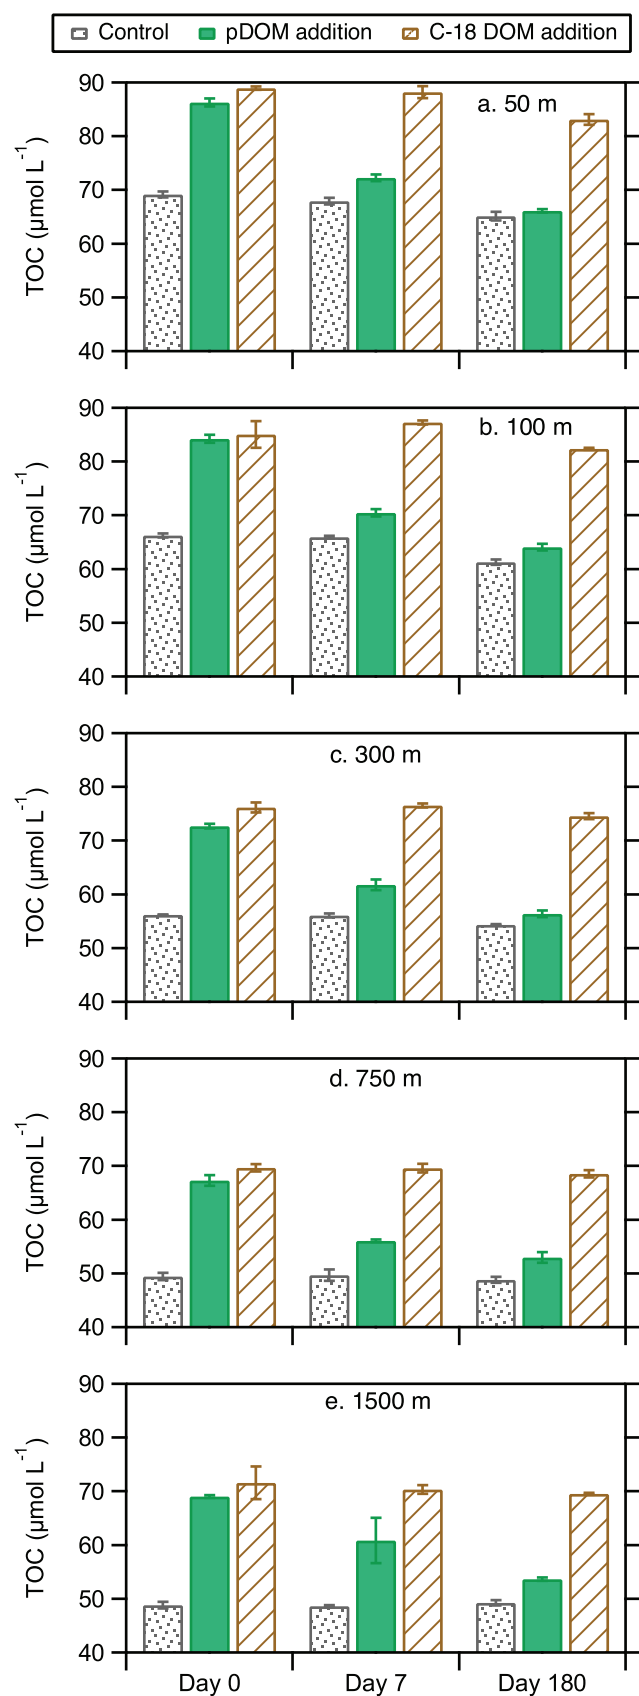 Control pDOM addition C-18 DOM addition
90
80
70
60
50
40
TOC (µmol L⁻¹)
a. 50 m
90
80
70
60
50
40
TOC (µmol L⁻¹)
b. 100 m
90
80
70
60
50
40
TOC (µmol L⁻¹)
c. 300 m
90
80
70
60
50
40
TOC (µmol L⁻¹)
d. 750 m
90
80
70
60
50
40
TOC (µmol L⁻¹)
e. 1500 m
Day 0 Day 7 Day 180